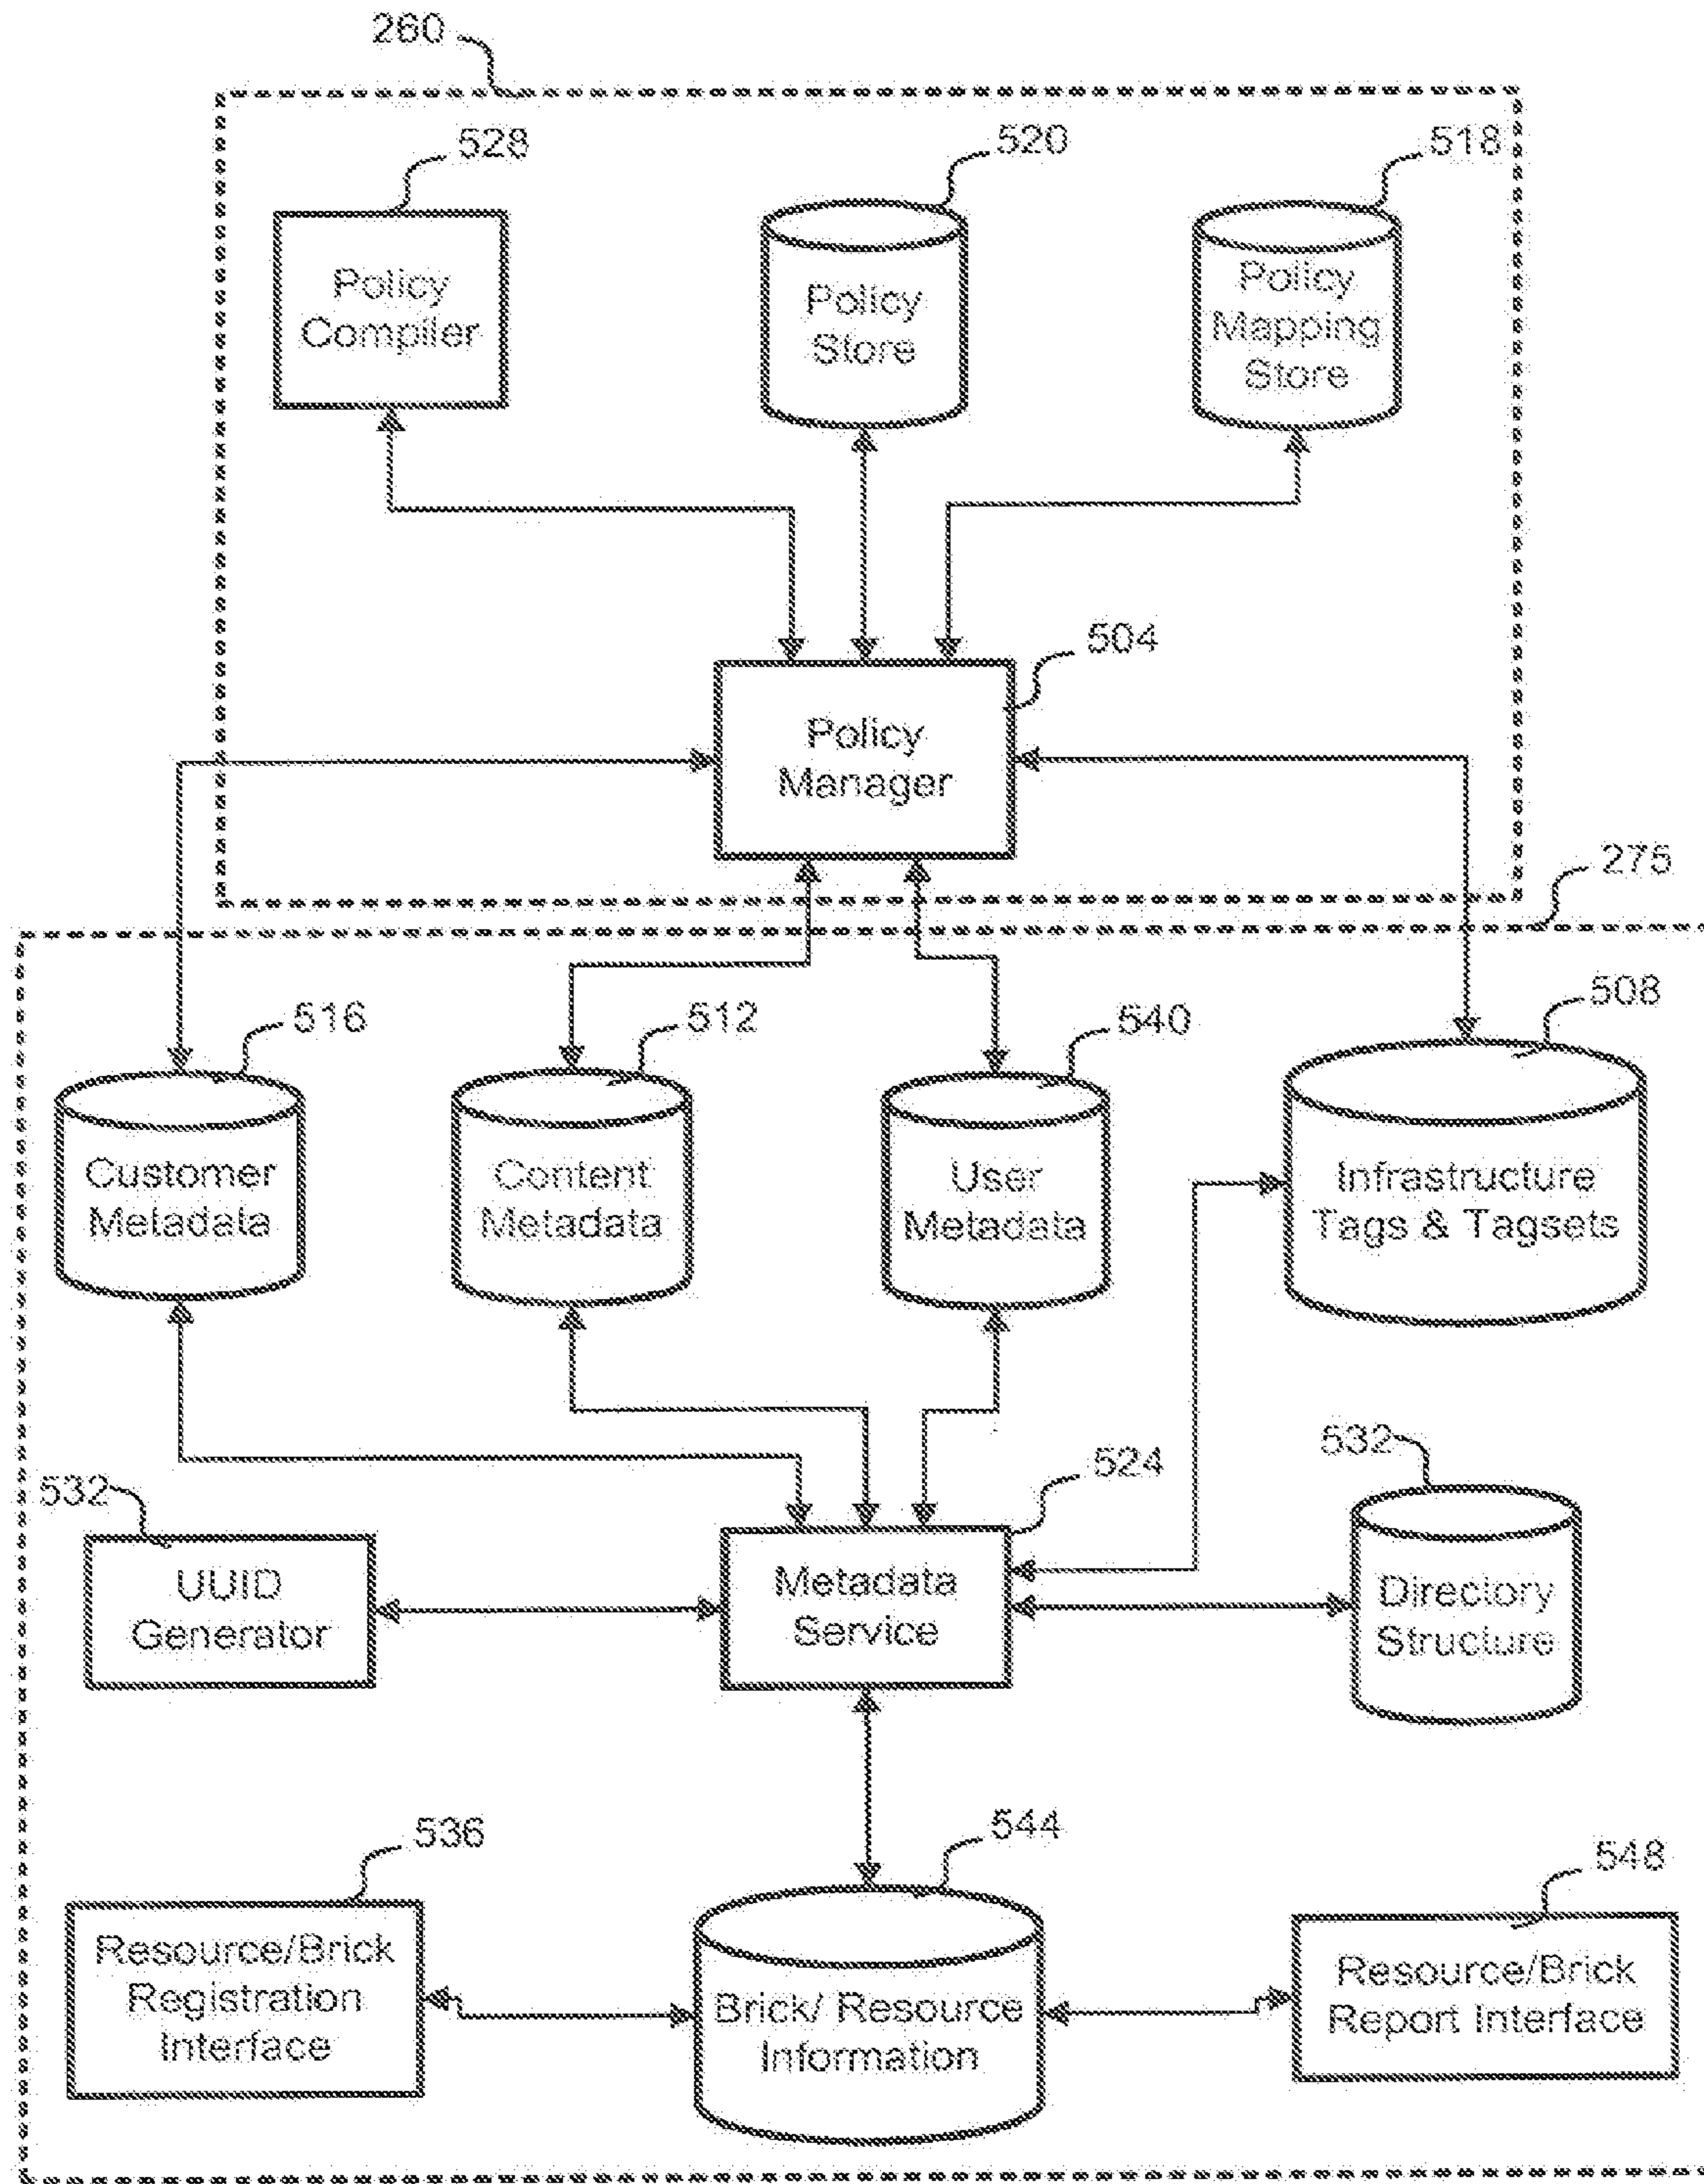 260
528
520
518
Policy
Compiler
Policy
Store
Policy
Mapping
Store
504
Policy
Manager
275
516
512
540
508
Customer
Metadata
Content
Metadata
User
Metadata
Infrastructure
Tags & Tagsets
532
524
532
UUID
Generator
Metadata
Service
Directory
Structure
536
544
548
Resource/Brick
Registration
Interface
Brick/ Resource
Information
Resource/Brick
Report Interface